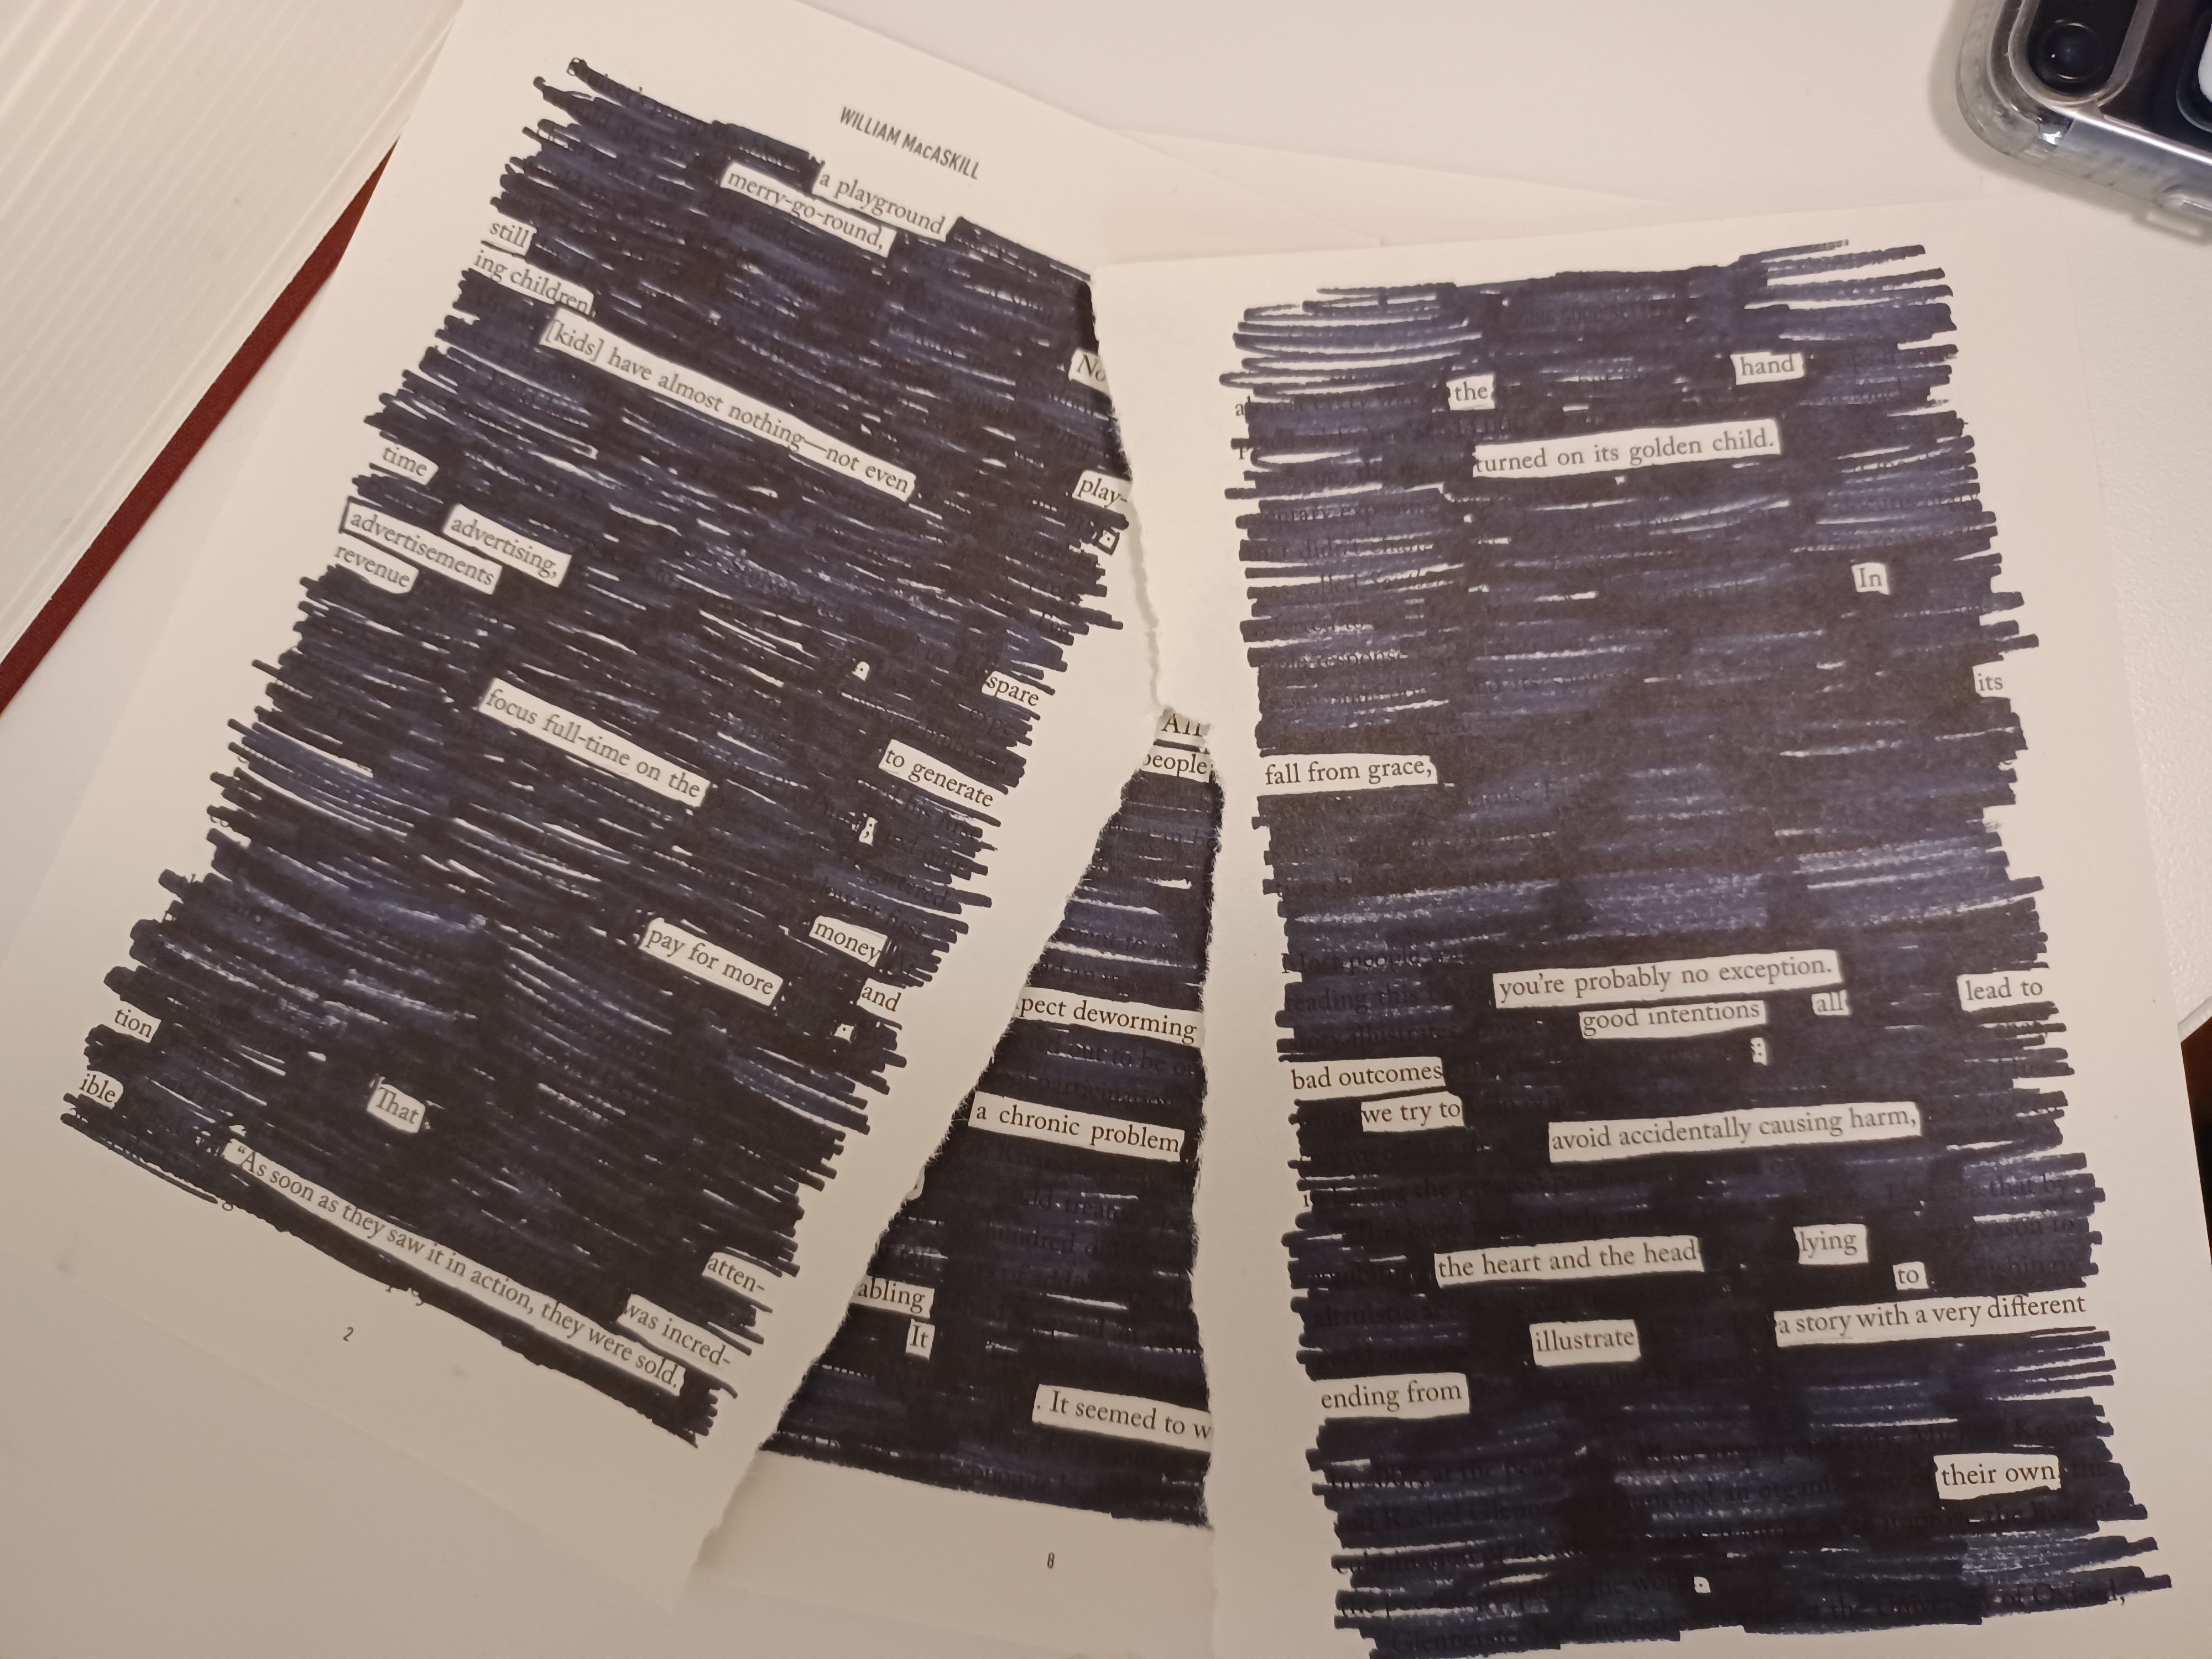 WILLIAM MACASKILL
a playground
merry-go-round,
still
ing children
[kids] have almost nothing—not even
No
time
play-
advertising,
advertisements
revenue
.
spare
focus full-time on the
to generate
;
money
pay for more
and
.
tion
That
ible
"As soon as they saw it in action, they were sold.
atten-
was incred-
2
All
people
pect deworming
a chronic problem
abling
It
. It seemed to w
8
hand
the
turned on its golden child.
In
its
fall from grace,
you're probably no exception.
lead to
good intentions all
:
bad outcomes
we try to
avoid accidentally causing harm,
lying
the heart and the head
to
a story with a very different
illustrate
ending from
their own
.